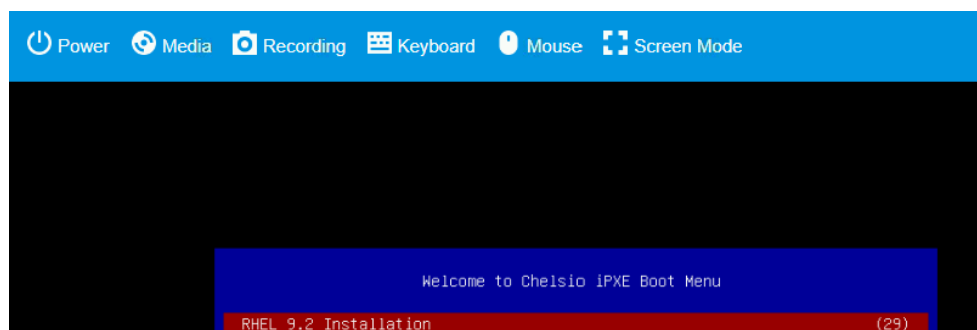 Power Media Recording Keyboard Mouse Screen Mode
Welcome to Chelsio iPXE Boot Menu
RHEL 9.2 Installation (29)